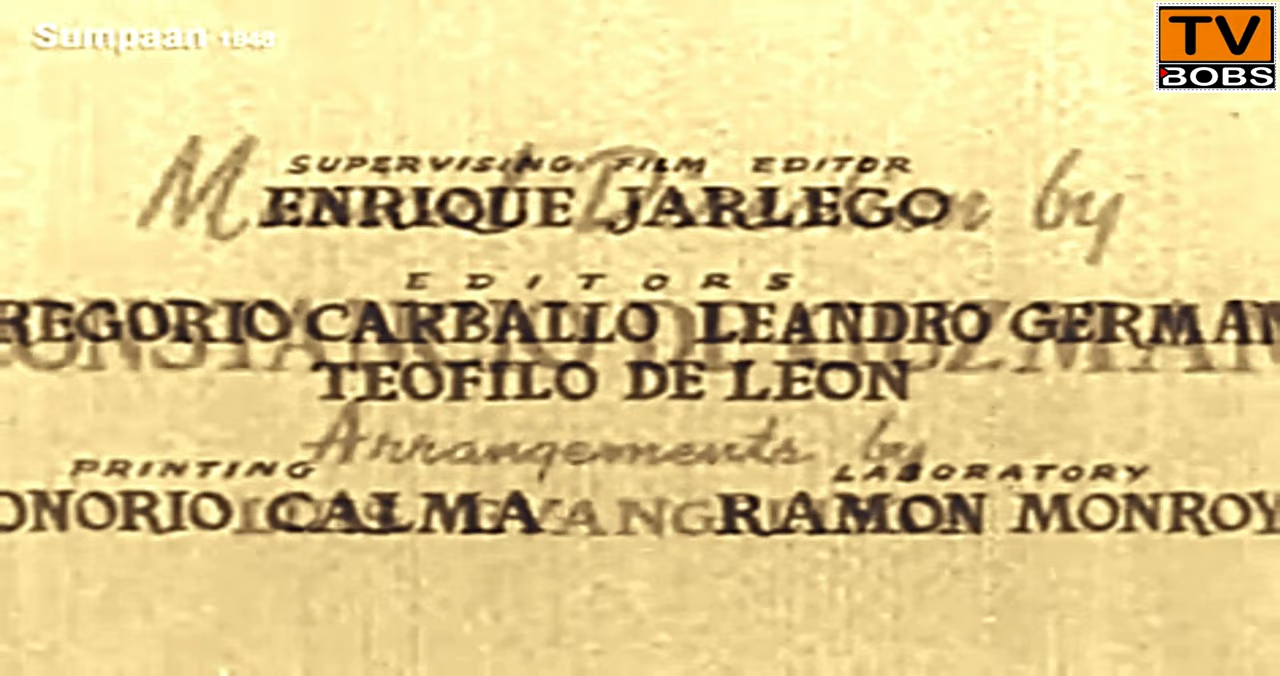 Sumpaan 1948
TV
BOBS
SUPERVISING FILM EDITOR
ENRIQUE JARLEGO
by
EDITORS
REGORIO CARBALLO LEANDRO GERMAN
TEOFILO DE LEON
Arrangements by
PRINTING LABORATORY
ONORIO CALMA RAMON MONROY